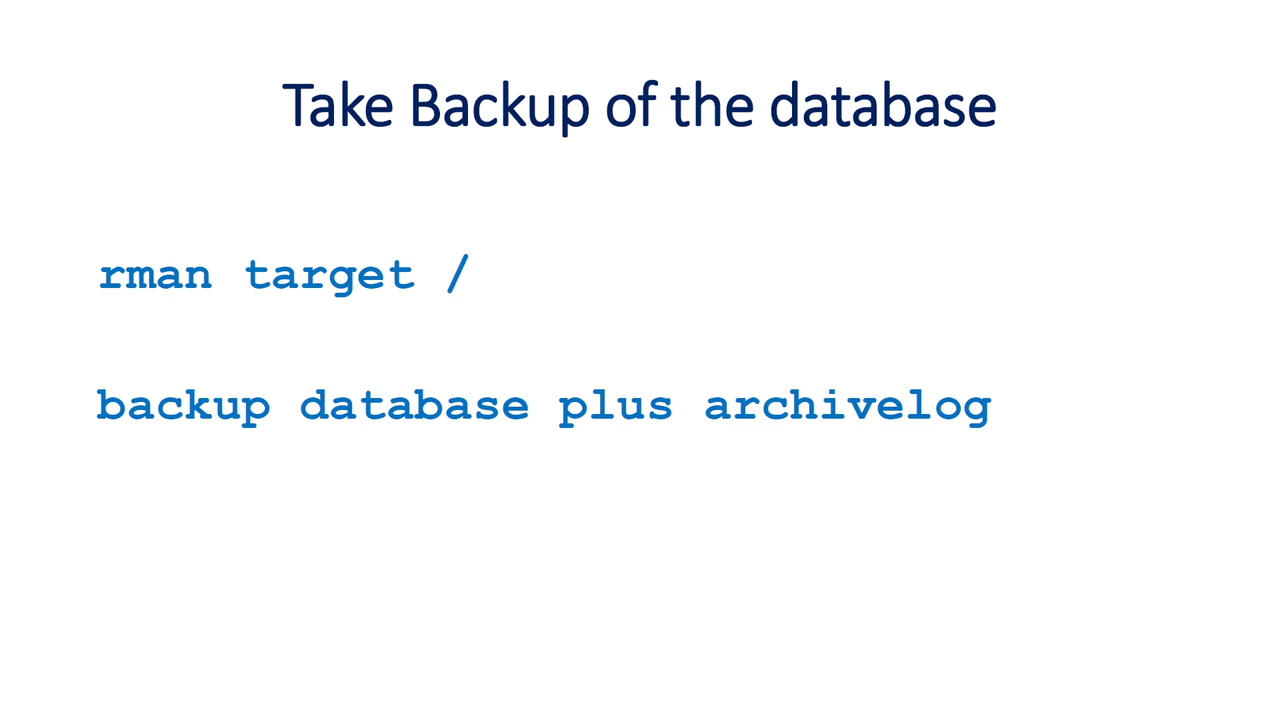 Take Backup of the database
rman target /
backup database plus archivelog